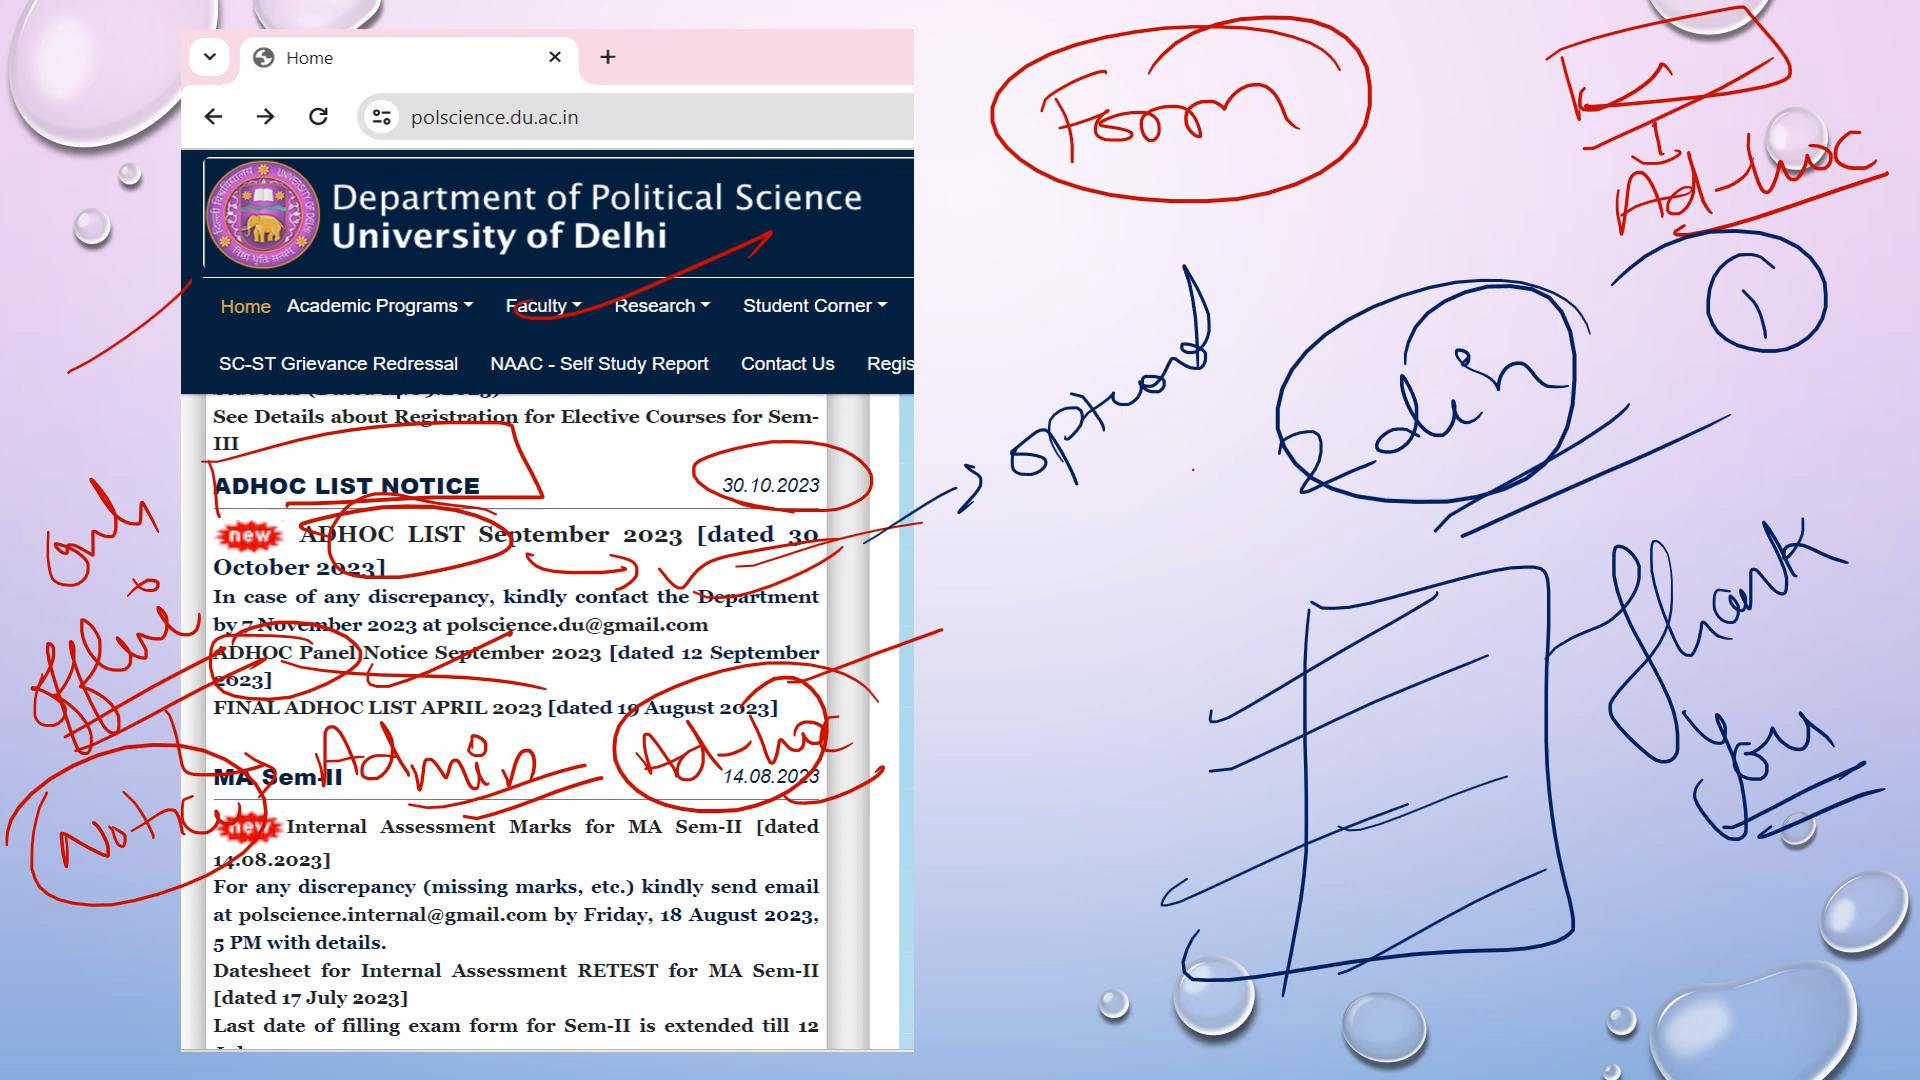 Home
polscience.du.ac.in
Department of Political Science
University of Delhi
Home Academic Programs Faculty Research Student Corner
SC-ST Grievance Redressal NAAC - Self Study Report Contact Us Regis
See Details about Registration for Elective Courses for Sem-
III
ADHOC LIST NOTICE 30.10.2023
new ADHOC LIST September 2023 [dated 30
October 2023]
In case of any discrepancy, kindly contact the Department
by 7 November 2023 at polscience.du@gmail.com
ADHOC Panel Notice September 2023 [dated 12 September
2023]
FINAL ADHOC LIST APRIL 2023 [dated 19 August 2023]
MA Sem-II 14.08.2023
new Internal Assessment Marks for MA Sem-II [dated
14.08.2023]
For any discrepancy (missing marks, etc.) kindly send email
at polscience.internal@gmail.com by Friday, 18 August 2023,
5 PM with details.
Datesheet for Internal Assessment RETEST for MA Sem-II
[dated 17 July 2023]
Last date of filling exam form for Sem-II is extended till 12
only
offline
Notice
Admin
Ad-hoc
Form
Ad-hoc
1
Thank
you